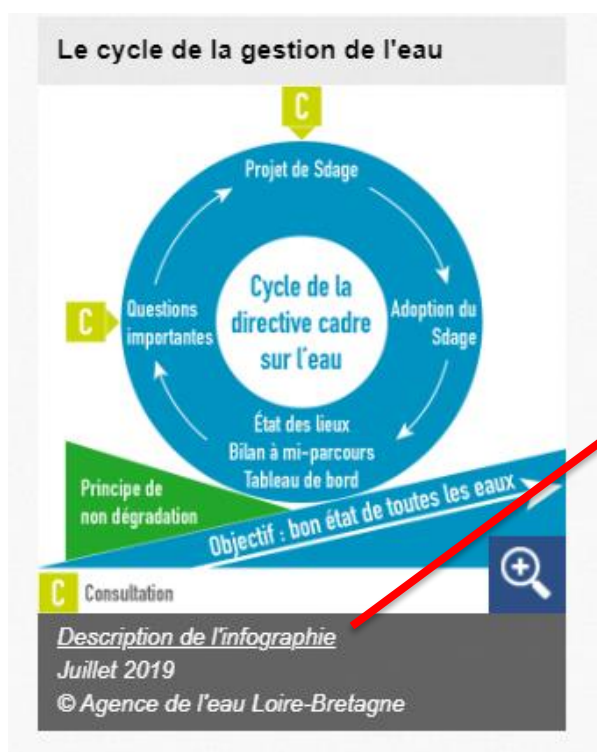 Le cycle de la gestion de l'eau
C
Projet de Sdage
Questions
importantes
C
Cycle de la
directive cadre
sur l'eau
Adoption du
Sdage
État des lieux
Bilan à mi-parcours
Tableau de bord
Principe de
non dégradation
Objectif : bon état de toutes les eaux
C Consultation
Description de l'infographie
Juillet 2019
© Agence de l'eau Loire-Bretagne